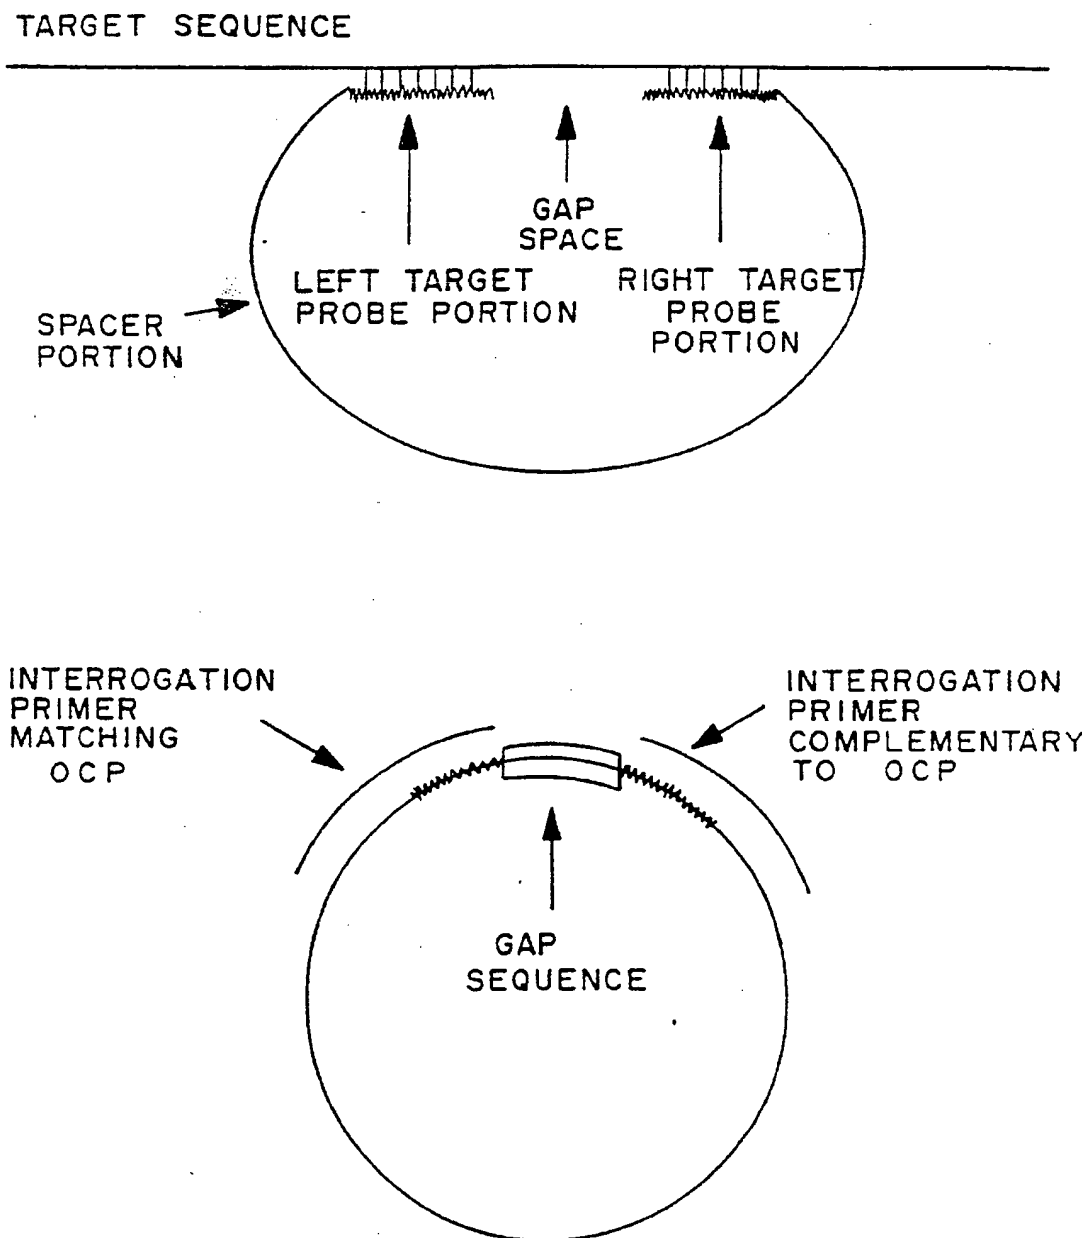 TARGET SEQUENCE
GAP
SPACE
LEFT TARGET
PROBE PORTION
RIGHT TARGET
PROBE
PORTION
SPACER
PORTION
INTERROGATION
PRIMER
MATCHING
OCP
INTERROGATION
PRIMER
COMPLEMENTARY
TO OCP
GAP
SEQUENCE